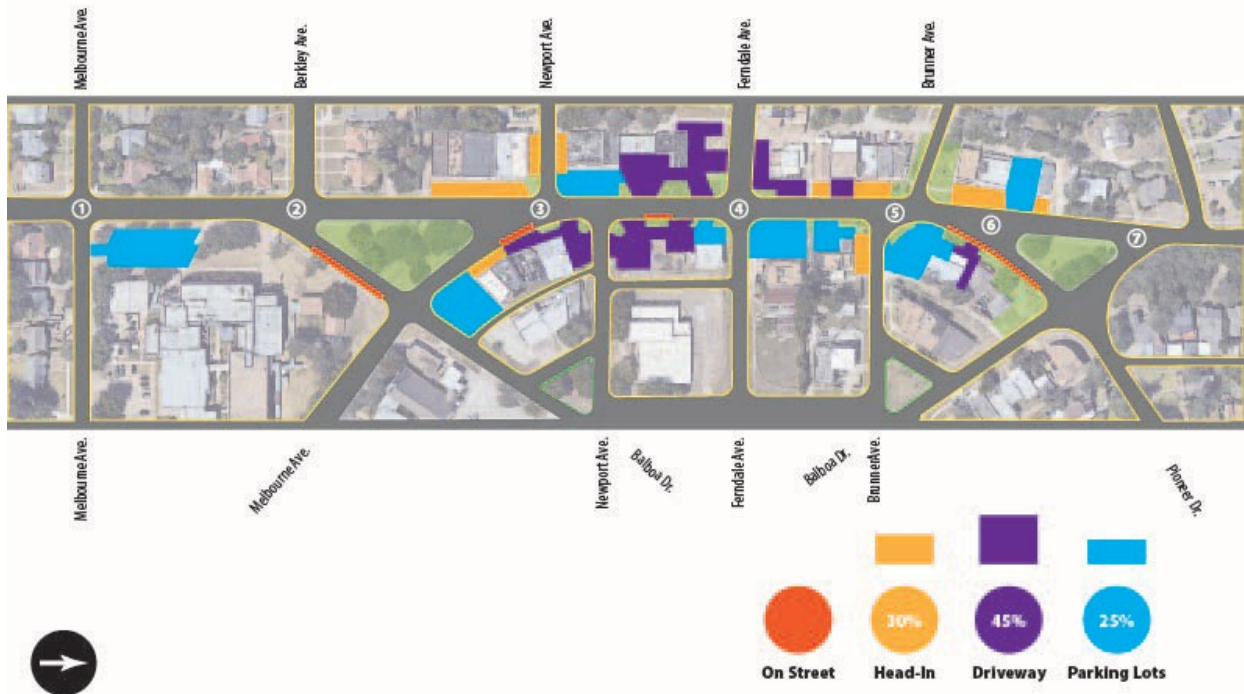 Melbourne Ave.
Berkley Ave.
Newport Ave.
Ferndale Ave.
Brunner Ave.
1
2
3
4
5
6
7
Melbourne Ave.
Melbourne Ave.
Newport Ave.
Balboa Dr.
Ferndale Ave.
Balboa Dr.
Brunner Ave.
Pioneer Dr.
30%
45%
25%
On Street
Head-In
Driveway
Parking Lots